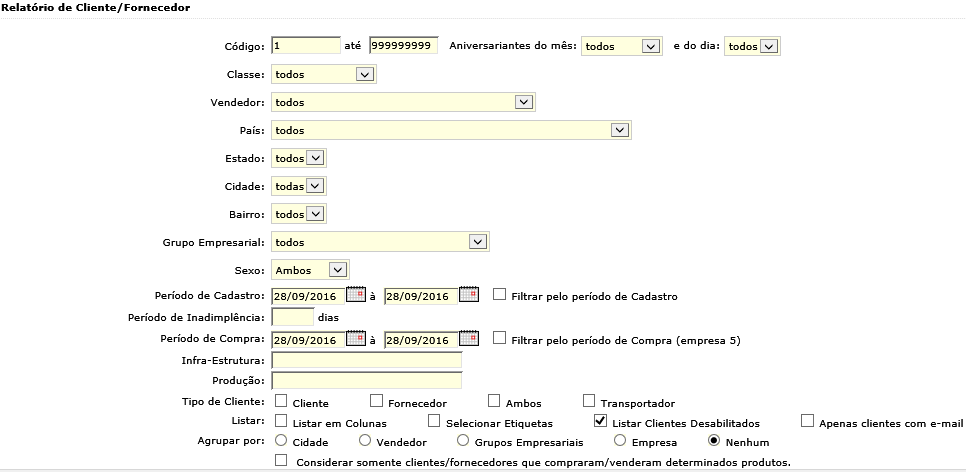 Relatório de Cliente/Fornecedor
Código: 1 até 999999999 Aniversariantes do mês: todos e do dia: todos
Classe: todos
Vendedor: todos
País: todos
Estado: todos
Cidade: todas
Bairro: todos
Grupo Empresarial: todos
Sexo: Ambos
Período de Cadastro: 28/09/2016 à 28/09/2016 Filtrar pelo período de Cadastro
Período de Inadimplência: dias
Período de Compra: 28/09/2016 à 28/09/2016 Filtrar pelo período de Compra (empresa 5)
Infra-Estrutura:
Produção:
Tipo de Cliente: Cliente Fornecedor Ambos Transportador
Listar: Listar em Colunas Selecionar Etiquetas Listar Clientes Desabilitados Apenas clientes com e-mail
Agrupar por: Cidade Vendedor Grupos Empresariais Empresa Nenhum
Considerar somente clientes/fornecedores que compraram/venderam determinados produtos.